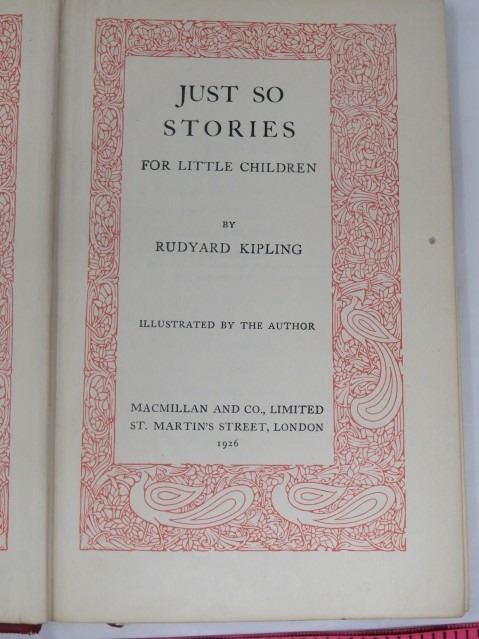 JUST SO
STORIES
FOR LITTLE CHILDREN
BY
RUDYARD KIPLING
ILLUSTRATED BY THE AUTHOR
MACMILLAN AND CO., LIMITED
ST. MARTIN'S STREET, LONDON
1926